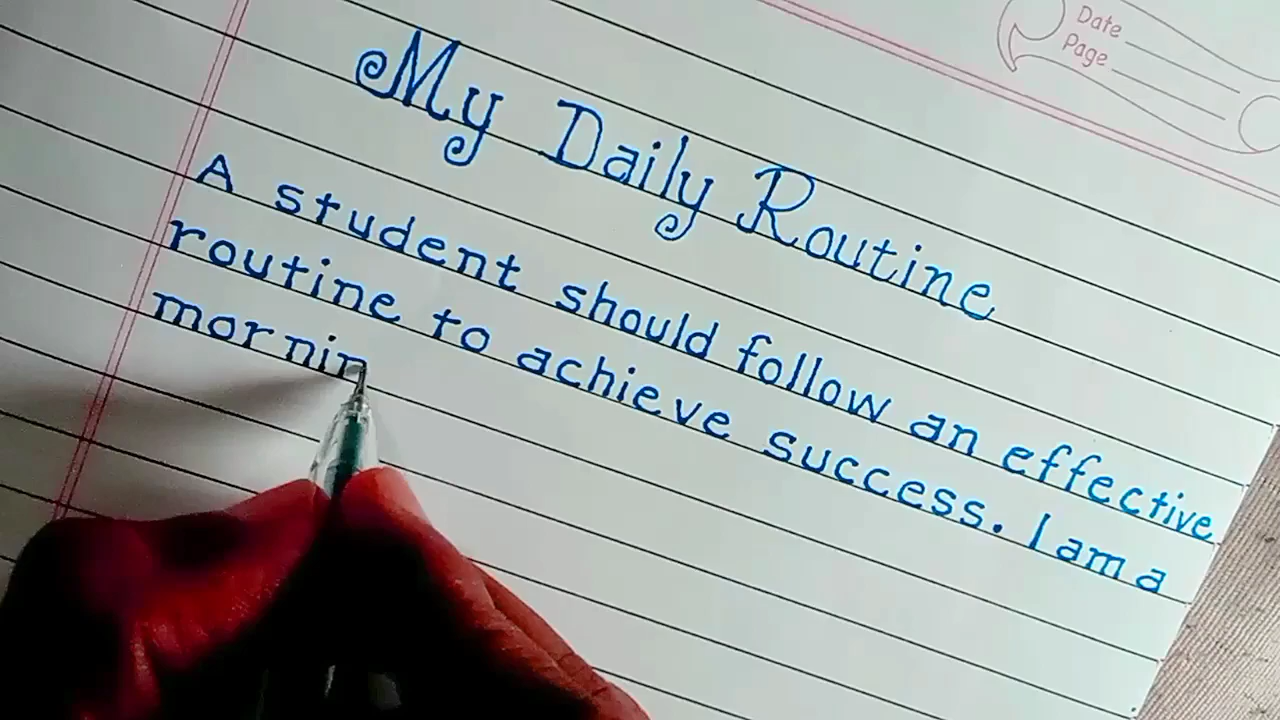 Date
Page
My Daily Routine
A student should follow an effective
routine to achieve success. I am a
mornin